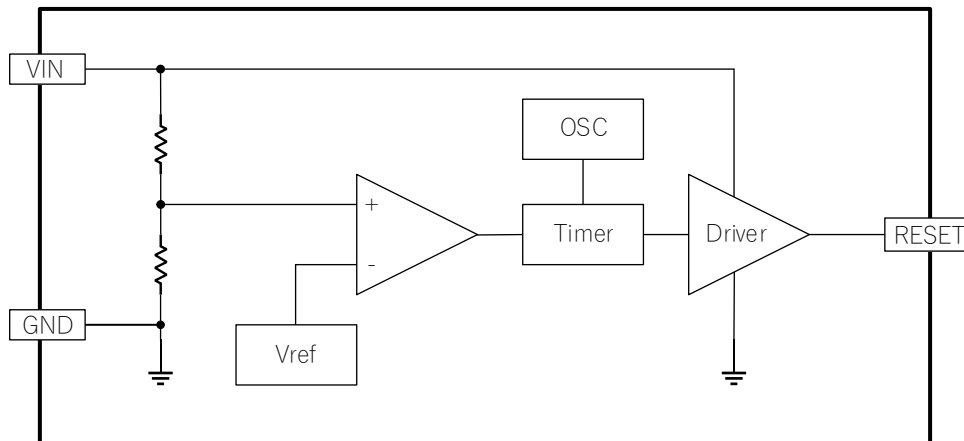 VIN
OSC
+
Timer
Driver
RESET
-
GND
Vref